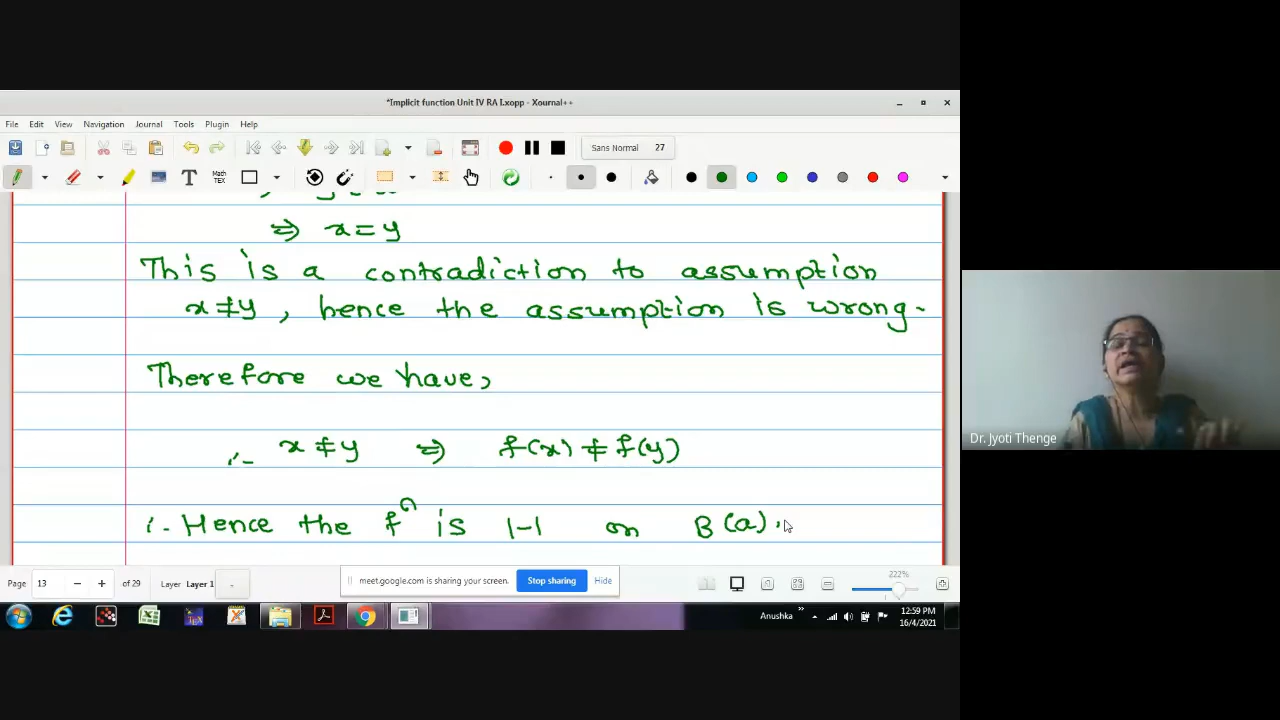 *Implicit function Unit IV RA I.xopp - Xournal++
File Edit View Navigation Journal Tools Plugin Help
Sans Normal 27
⇒ x = y
This is a contradiction to assumption
x ≠ y, hence the assumption is wrong.
Therefore we have,
∴ x ≠ y ⇒ f(x) ≠ f(y)
∴ Hence the fⁿ is 1-1 on B(a).
Dr. Jyoti Thenge
Page 13 of 29 Layer Layer 1
222%
meet.google.com is sharing your screen. Stop sharing Hide
Anushka
12:59 PM
16/4/2021